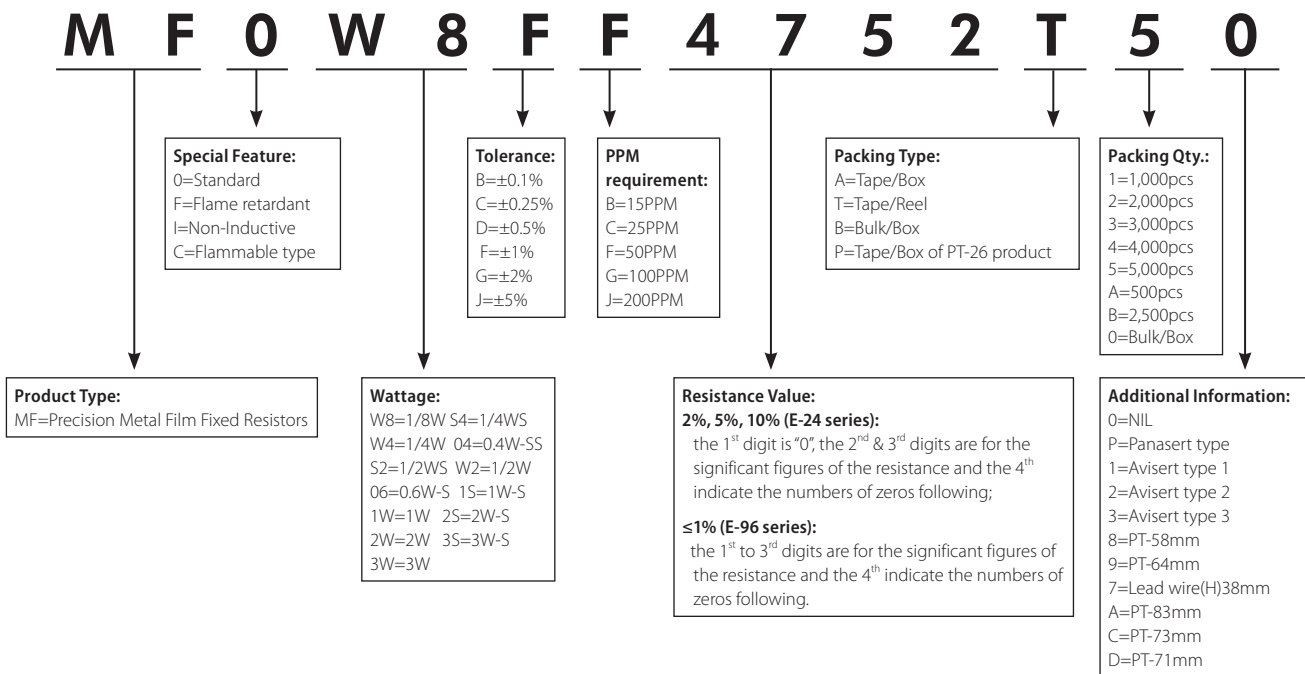 M F 0 W 8 F F 4 7 5 2 T 5 0
Special Feature:
0=Standard
F=Flame retardant
I=Non-Inductive
C=Flammable type
Tolerance:
B=±0.1%
C=±0.25%
D=±0.5%
F=±1%
G=±2%
J=±5%
PPM
requirement:
B=15PPM
C=25PPM
F=50PPM
G=100PPM
J=200PPM
Packing Type:
A=Tape/Box
T=Tape/Reel
B=Bulk/Box
P=Tape/Box of PT-26 product
Packing Qty.:
1=1,000pcs
2=2,000pcs
3=3,000pcs
4=4,000pcs
5=5,000pcs
A=500pcs
B=2,500pcs
0=Bulk/Box
Product Type:
MF=Precision Metal Film Fixed Resistors
Wattage:
W8=1/8W S4=1/4WS
W4=1/4W 04=0.4W-SS
S2=1/2WS W2=1/2W
06=0.6W-S 1S=1W-S
1W=1W 2S=2W-S
2W=2W 3S=3W-S
3W=3W
Resistance Value:
2%, 5%, 10% (E-24 series):
the 1st digit is “0”, the 2nd & 3rd digits are for the
significant figures of the resistance and the 4th
indicate the numbers of zeros following;
≤1% (E-96 series):
the 1st to 3rd digits are for the significant figures of
the resistance and the 4th indicate the numbers of
zeros following.
Additional Information:
0=NIL
P=Panasert type
1=Avisert type 1
2=Avisert type 2
3=Avisert type 3
8=PT-58mm
9=PT-64mm
7=Lead wire(H)38mm
A=PT-83mm
C=PT-73mm
D=PT-71mm